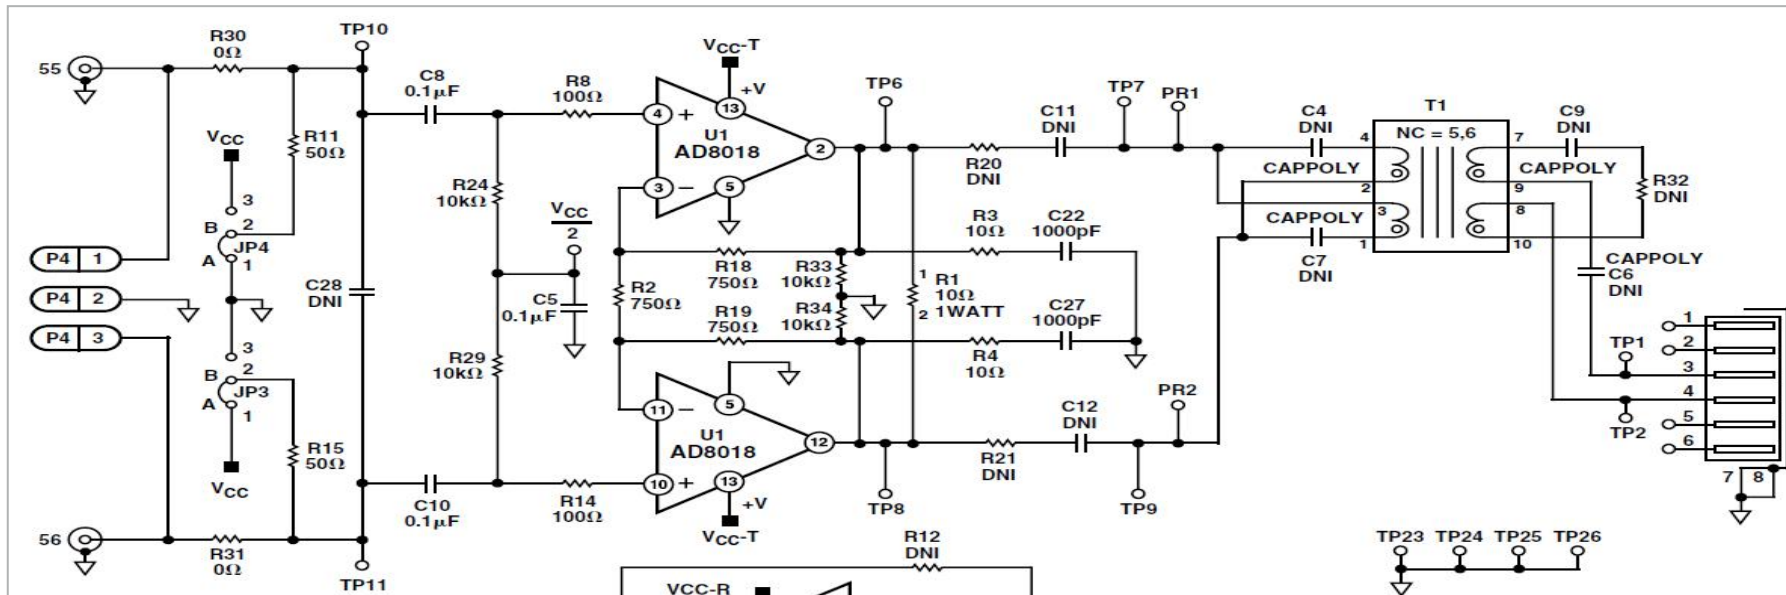 55
R30
0Ω
TP10
C8
0.1μF
R8
100Ω
VCC-T
+V
4
+
13
U1
AD8018
2
3
−
5
TP6
R20
DNI
C11
DNI
TP7
PR1
C4
DNI
CAPPOLY
T1
NC = 5,6
4
2
3
1
7
9
8
10
C9
DNI
CAPPOLY
R32
DNI
CAPPOLY
C7
DNI
CAPPOLY
C6
DNI
VCC
R11
50Ω
3
B
2
JP4
A
1
P4 1
P4 2
P4 3
C28
DNI
R24
10kΩ
VCC
2
C5
0.1μF
R29
10kΩ
R2
750Ω
R18
750Ω
R19
750Ω
R33
10kΩ
R34
10kΩ
R3
10Ω
C22
1000pF
1
R1
10Ω
1WATT
2
C27
1000pF
R4
10Ω
3
B
2
JP3
A
1
VCC
R15
50Ω
56
R31
0Ω
TP11
C10
0.1μF
R14
100Ω
11
−
5
U1
AD8018
12
10
+
13
+V
VCC-T
TP8
R21
DNI
C12
DNI
PR2
TP9
TP1
TP2
1
2
3
4
5
6
7 8
R12
DNI
VCC-R
TP23 TP24 TP25 TP26